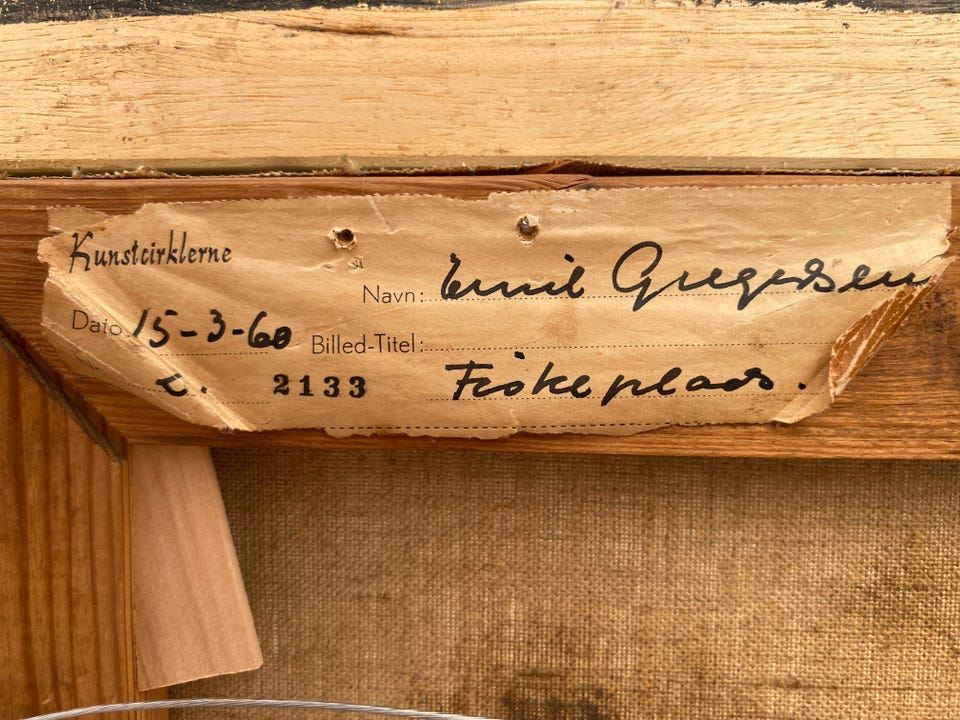 Kunstcirklerne
Navn: Emil Gregersen
Dato 15-3-60 Billed-Titel:
2133 Fiskeplads.